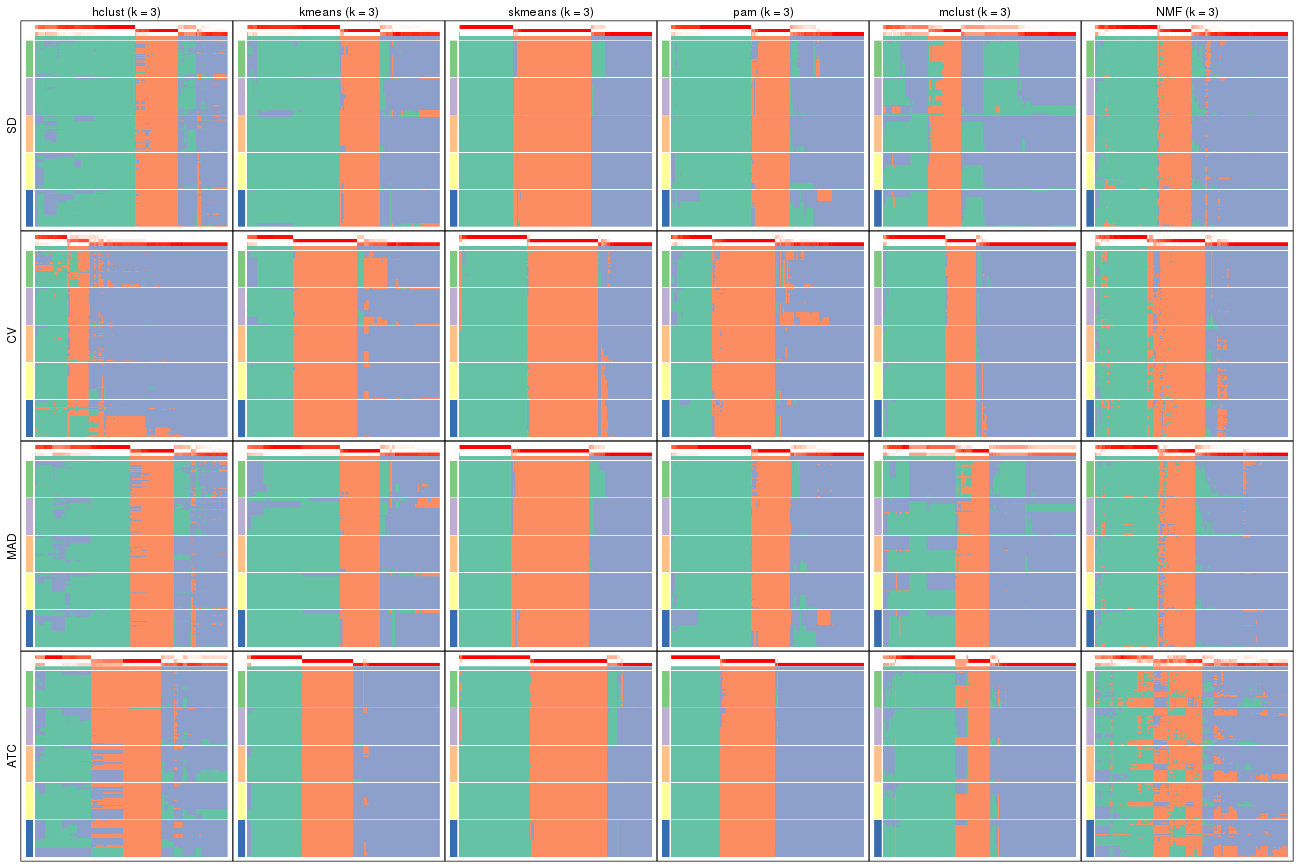 hclust (k = 3) kmeans (k = 3) skmeans (k = 3) pam (k = 3) mclust (k = 3) NMF (k = 3)
SD
CV
MAD
ATC